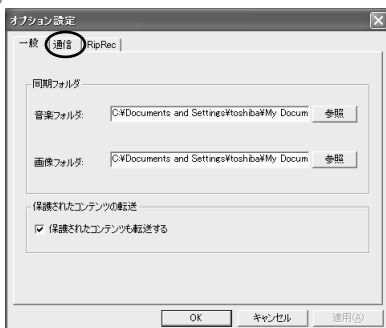 オプション設定
一般 通信 RipRec
同期フォルダ
音楽フォルダ: C:¥Documents and Settings¥toshiba¥My Docum 参照
画像フォルダ: C:¥Documents and Settings¥toshiba¥My Docum 参照
保護されたコンテンツの転送
保護されたコンテンツも転送する
OK キャンセル 適用(A)